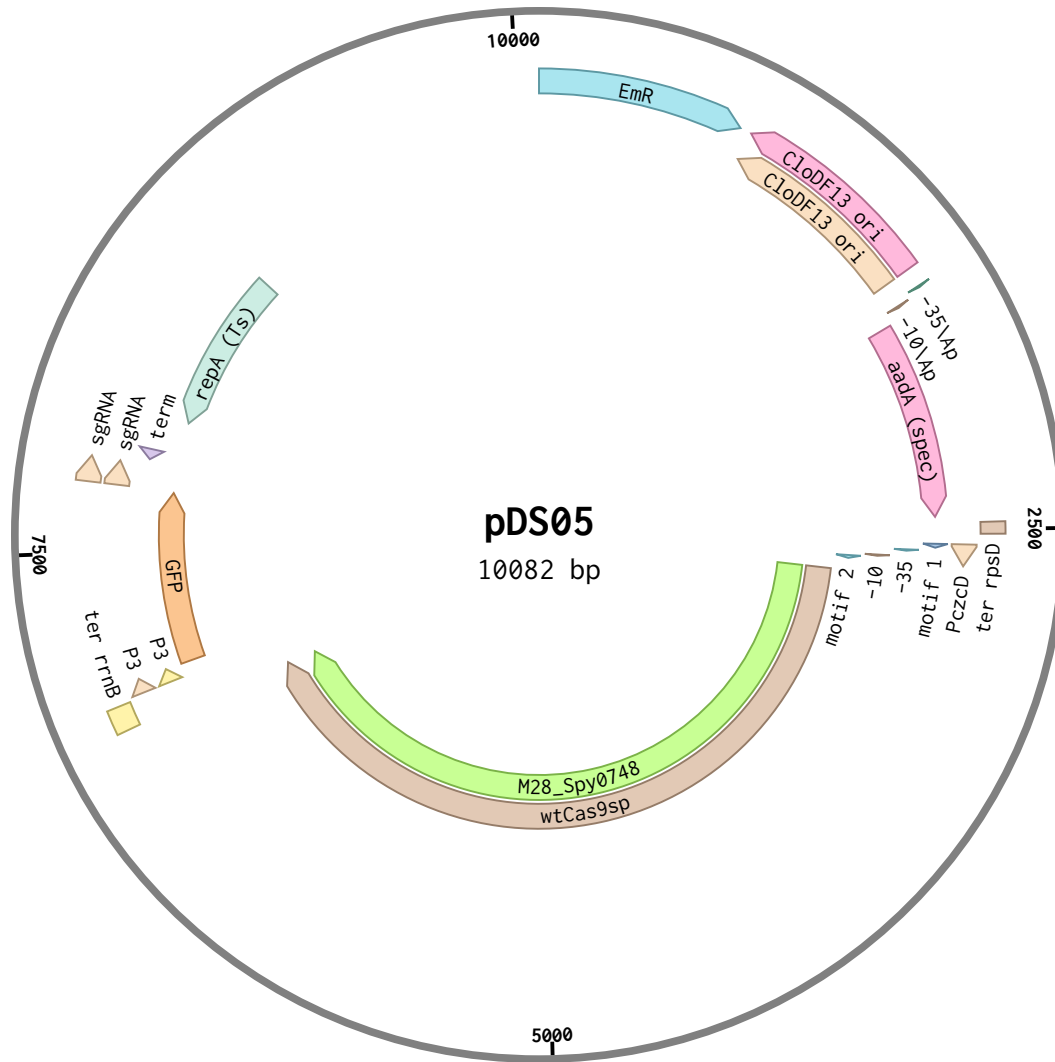 10000
EmR
CloDF13 ori
CloDF13 ori
-35\Ap
-10\Ap
aadA (spec)
repA (Ts)
term
sgRNA
sgRNA
pDS05
10082 bp
2500
ter rpsD
PczcD
motif 1
-35
-10
motif 2
7500
GFP
P3
P3
ter rrnB
M28_Spy0748
wtCas9sp
5000